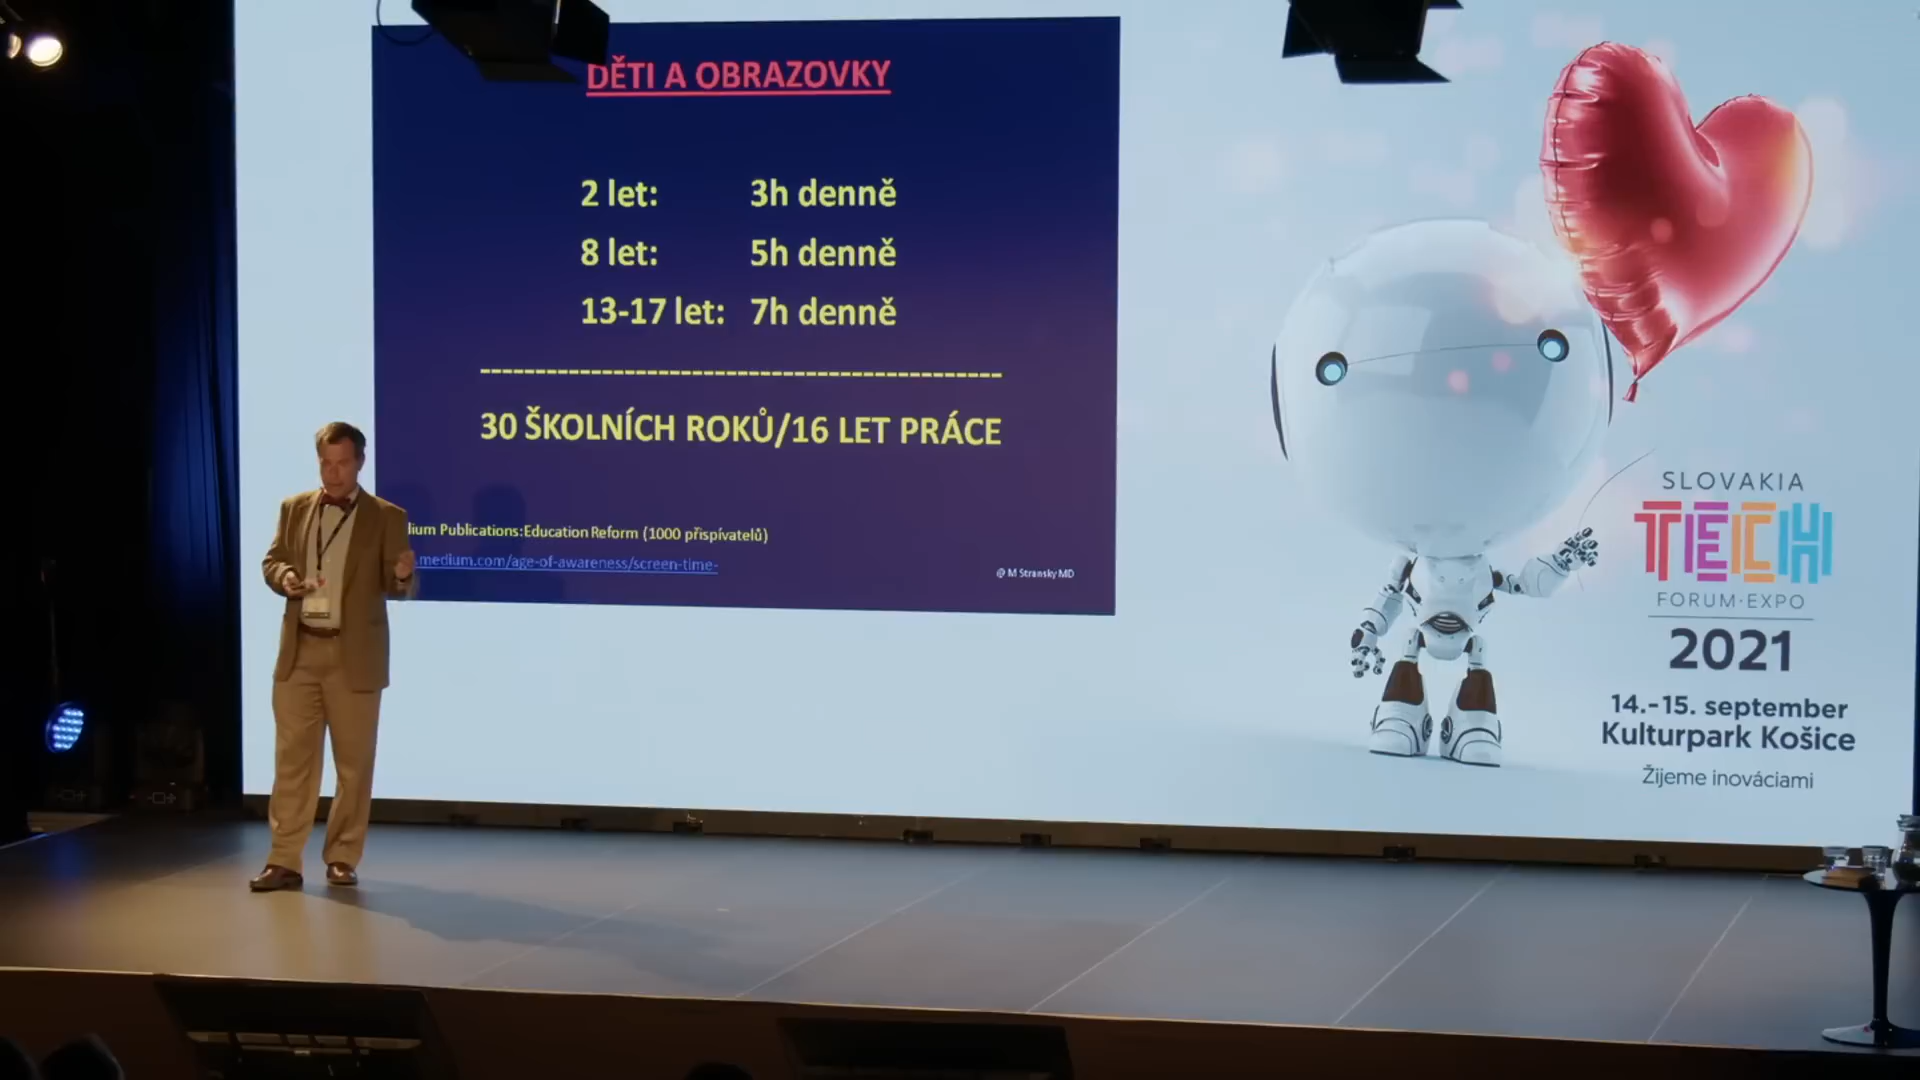 DĚTI A OBRAZOVKY
2 let: 3h denně
8 let: 5h denně
13-17 let: 7h denně
--------------------------------------------
30 ŠKOLNÍCH ROKŮ/16 LET PRÁCE
Publications:Education Reform (1000 přispívatelů)
.medium.com/age-of-awareness/screen-time-
@ M Stransky MD
SLOVAKIA
TECH
FORUM·EXPO
2021
14.-15. september
Kulturpark Košice
Žijeme inováciami